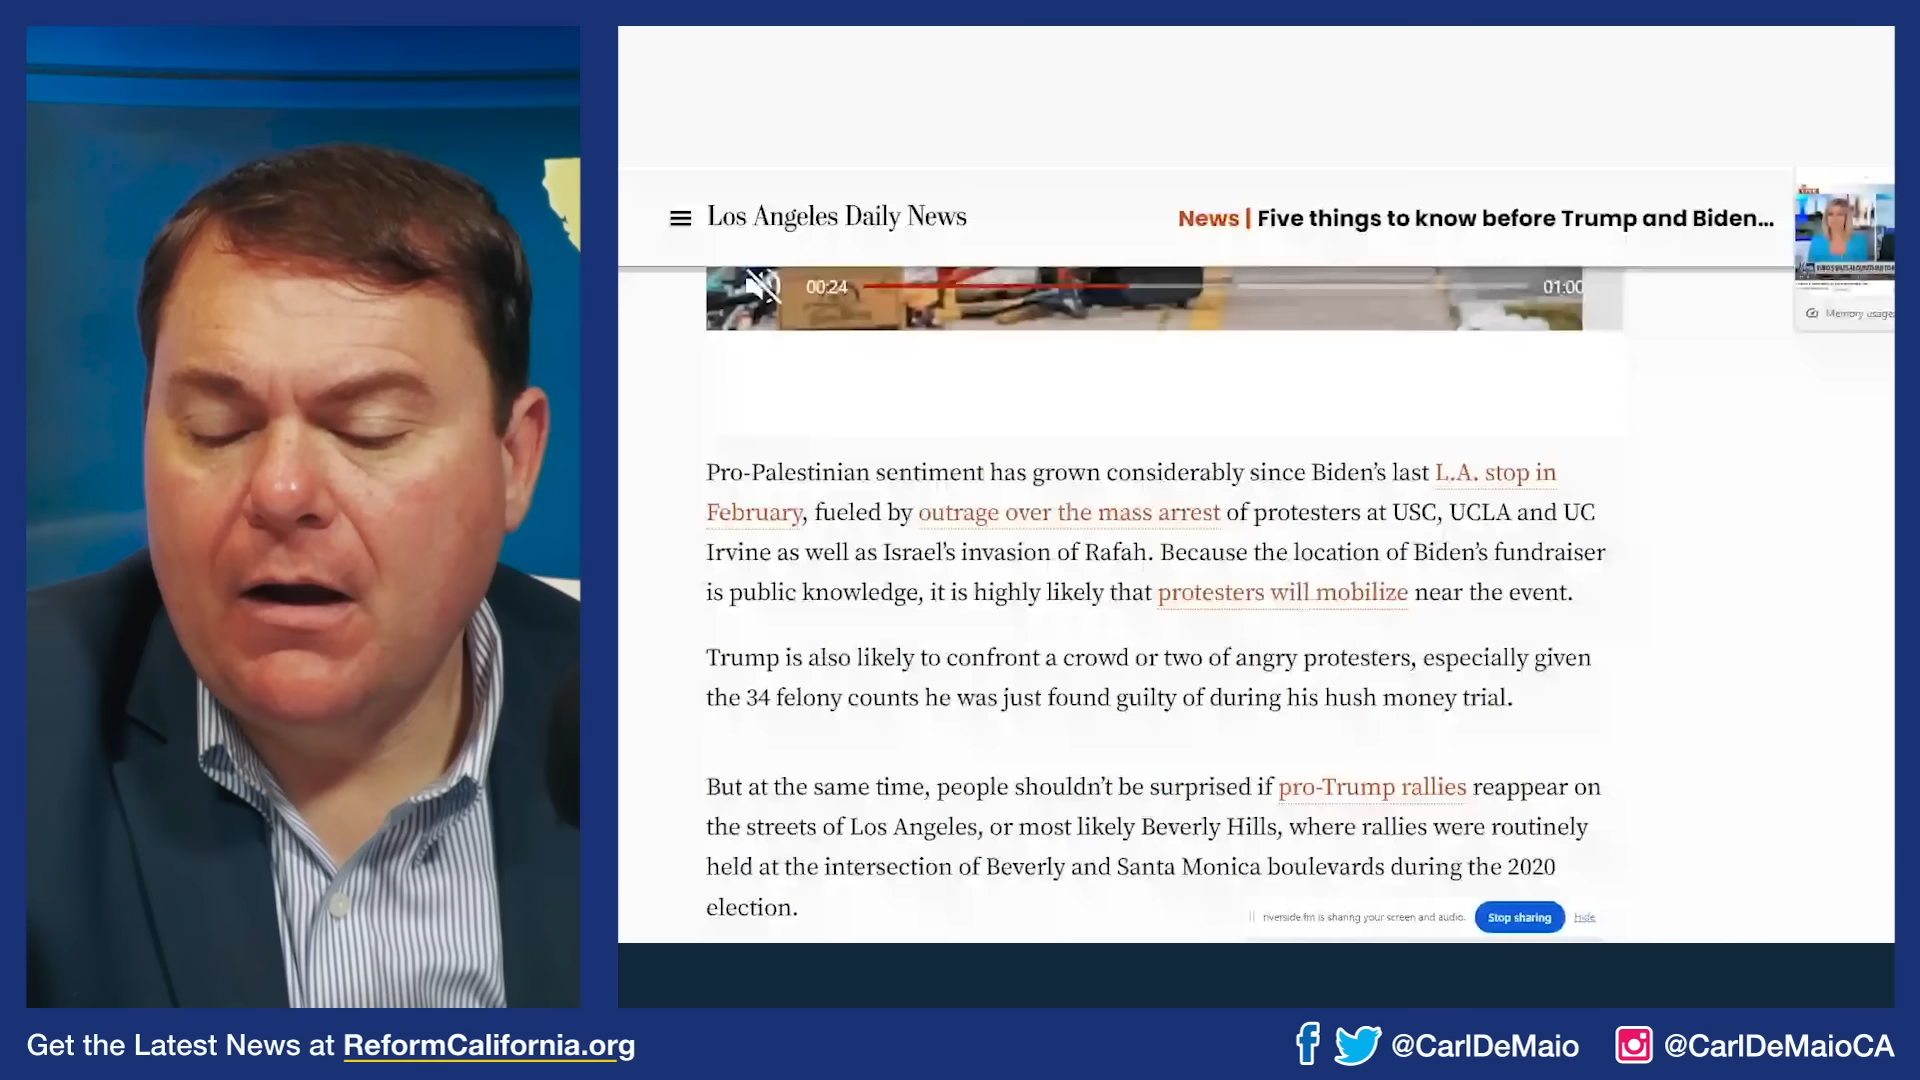 Los Angeles Daily News
News | Five things to know before Trump and Biden...
00:24
01:00
Memory usage
Pro-Palestinian sentiment has grown considerably since Biden’s last L.A. stop in
February, fueled by outrage over the mass arrest of protesters at USC, UCLA and UC
Irvine as well as Israel’s invasion of Rafah. Because the location of Biden’s fundraiser
is public knowledge, it is highly likely that protesters will mobilize near the event.
Trump is also likely to confront a crowd or two of angry protesters, especially given
the 34 felony counts he was just found guilty of during his hush money trial.
But at the same time, people shouldn’t be surprised if pro-Trump rallies reappear on
the streets of Los Angeles, or most likely Beverly Hills, where rallies were routinely
held at the intersection of Beverly and Santa Monica boulevards during the 2020
election.
riverside.fm is sharing your screen and audio. Stop sharing Hide
Get the Latest News at ReformCalifornia.org
@CarlDeMaio
@CarlDeMaioCA